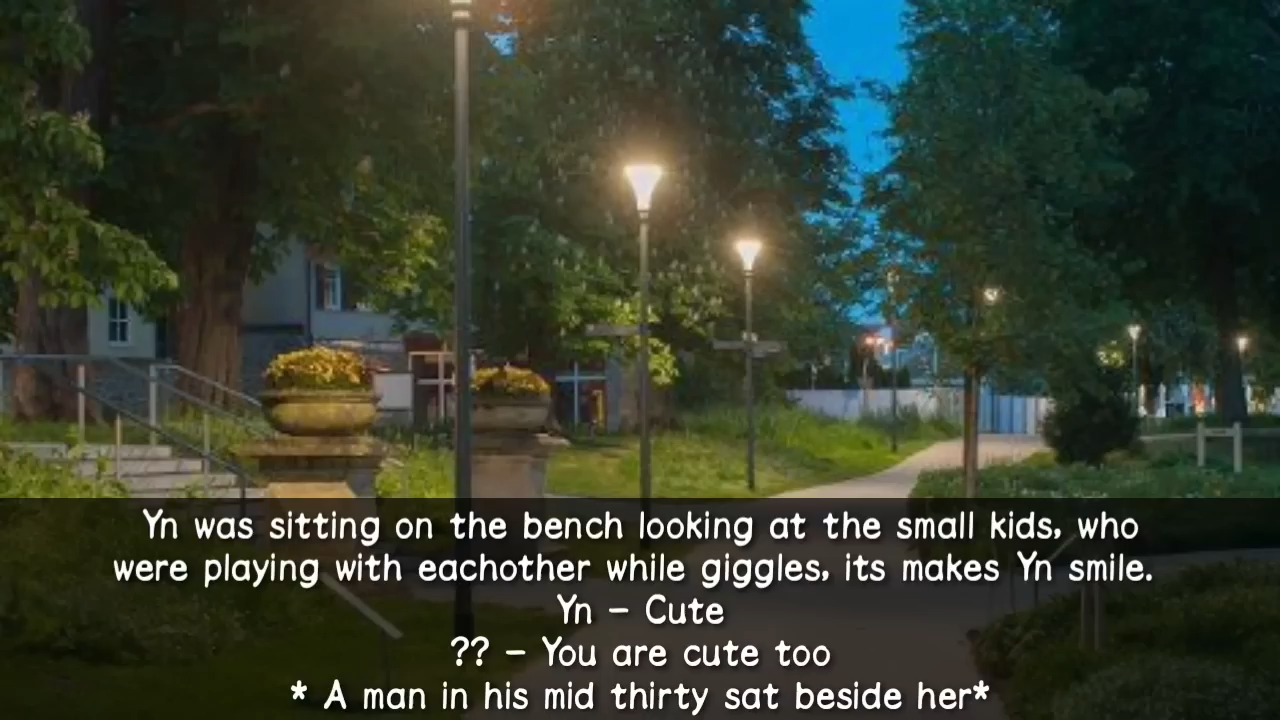 Yn was sitting on the bench looking at the small kids, who
were playing with eachother while giggles, its makes Yn smile.
Yn - Cute
?? - You are cute too
* A man in his mid thirty sat beside her*